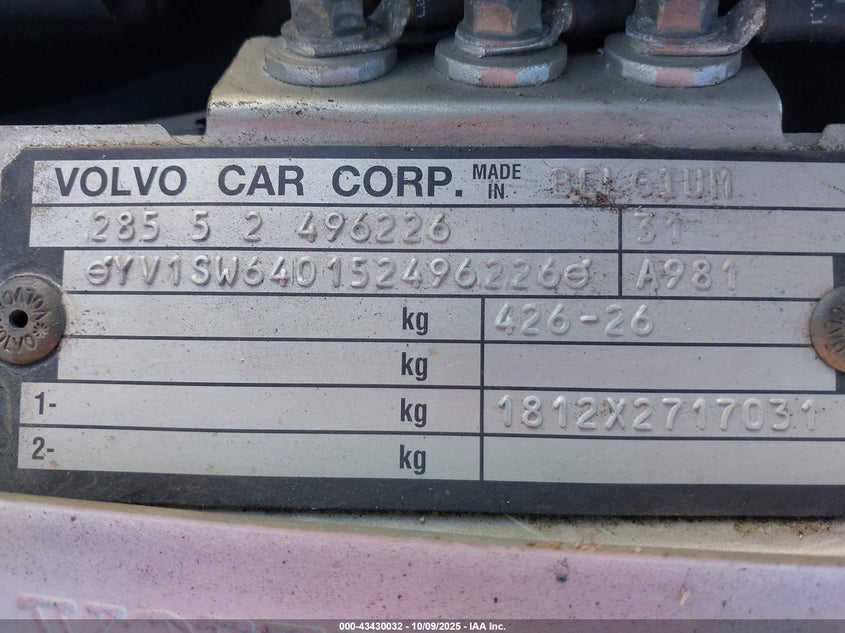 VOLVO CAR CORP. MADE IN. BELGIUM
285 5 2 496226 31
YV1SW640152496226 A981
kg 426-26
kg
1- kg 1812X2717031
2- kg
VOLVO
000-43430032 - 10/09/2025 - IAA Inc.